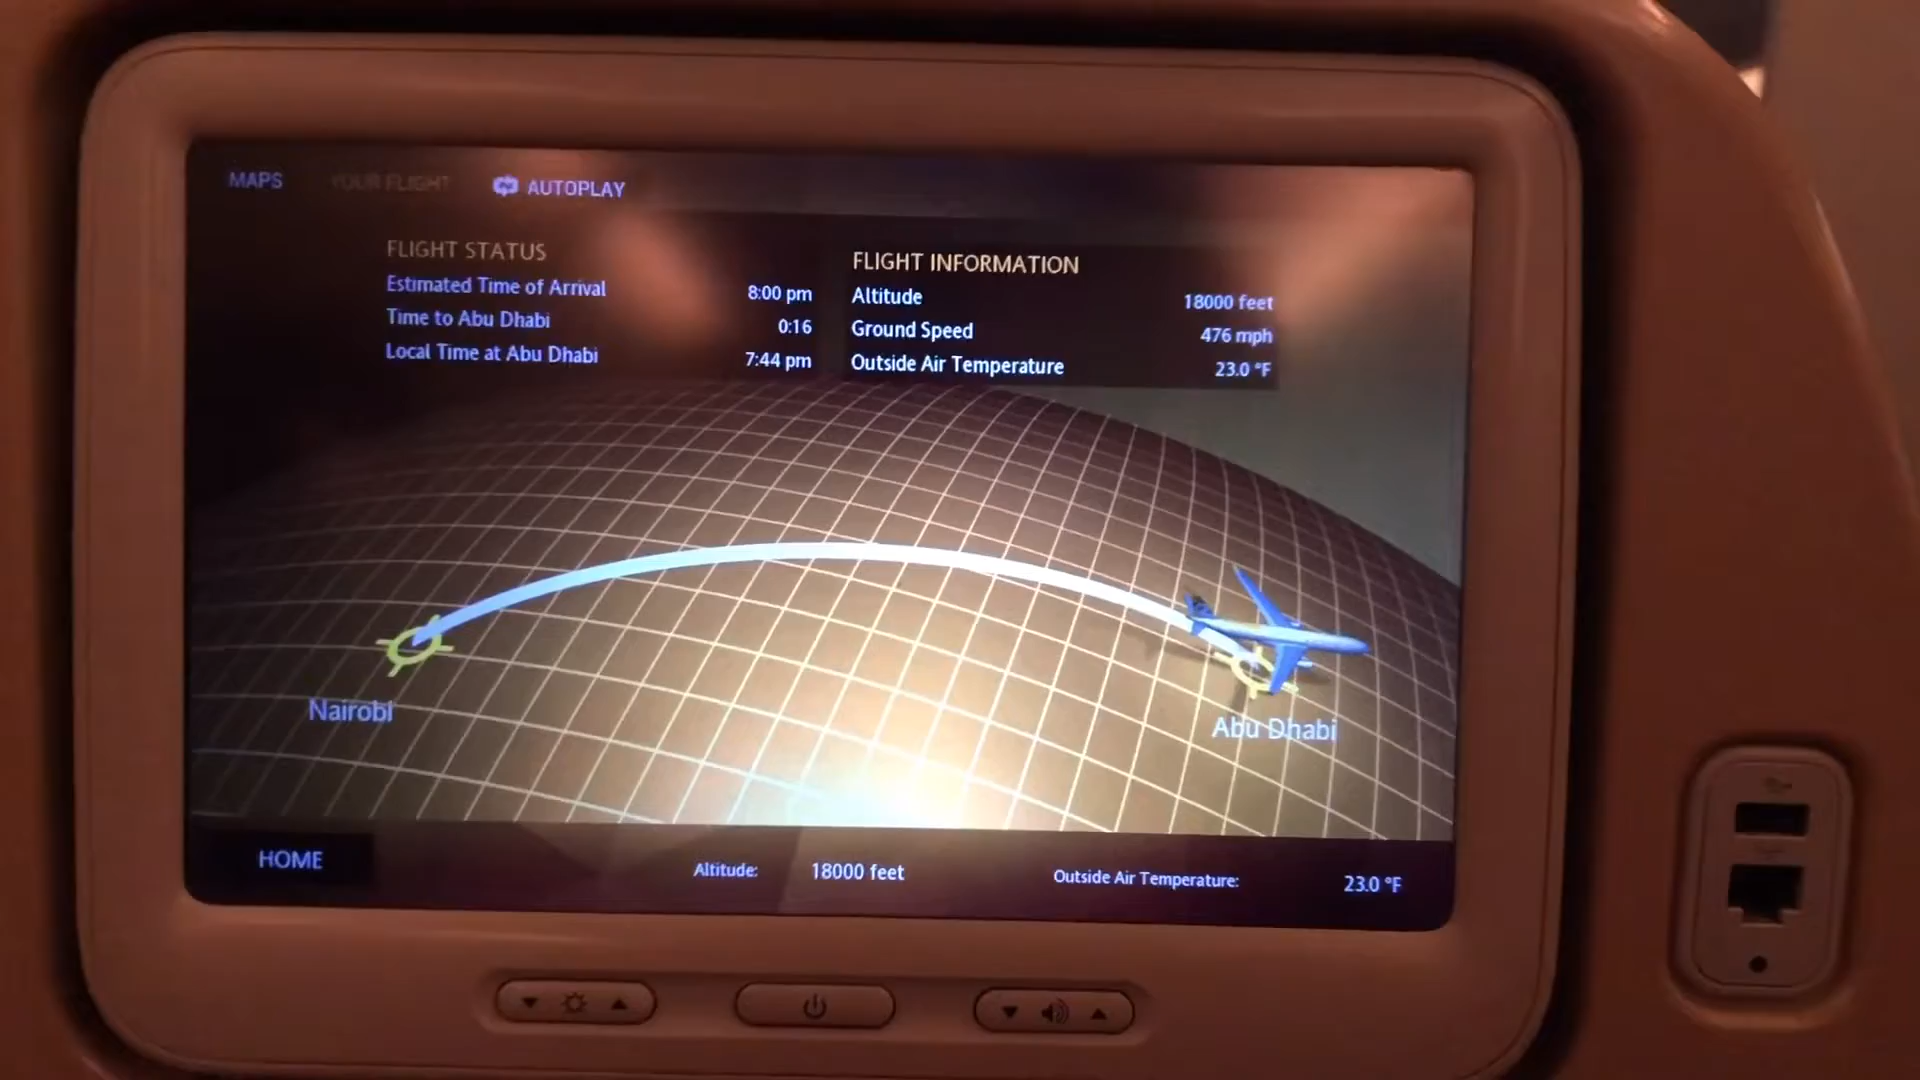 MAPS YOUR FLIGHT AUTOPLAY
FLIGHT STATUS
Estimated Time of Arrival 8:00 pm
Time to Abu Dhabi 0:16
Local Time at Abu Dhabi 7:44 pm
FLIGHT INFORMATION
Altitude 18000 feet
Ground Speed 476 mph
Outside Air Temperature 23.0 °F
Nairobi
Abu Dhabi
HOME Altitude: 18000 feet Outside Air Temperature: 23.0 °F